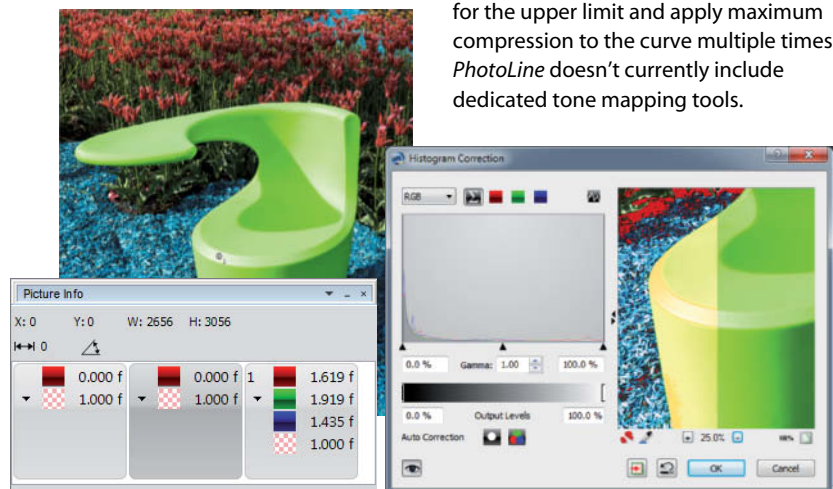 for the upper limit and apply maximum
compression to the curve multiple times
PhotoLine doesn’t currently include
dedicated tone mapping tools.
Histogram Correction
RGB
0.0 % Gamma: 1.00 100.0 %
0.0 % Output Levels 100.0 %
Auto Correction
25.0%
OK Cancel
Picture Info
X: 0 Y: 0 W: 2656 H: 3056
0
0.000 f 0.000 f 1 1.619 f
1.000 f 1.000 f 1.919 f
1.435 f
1.000 f